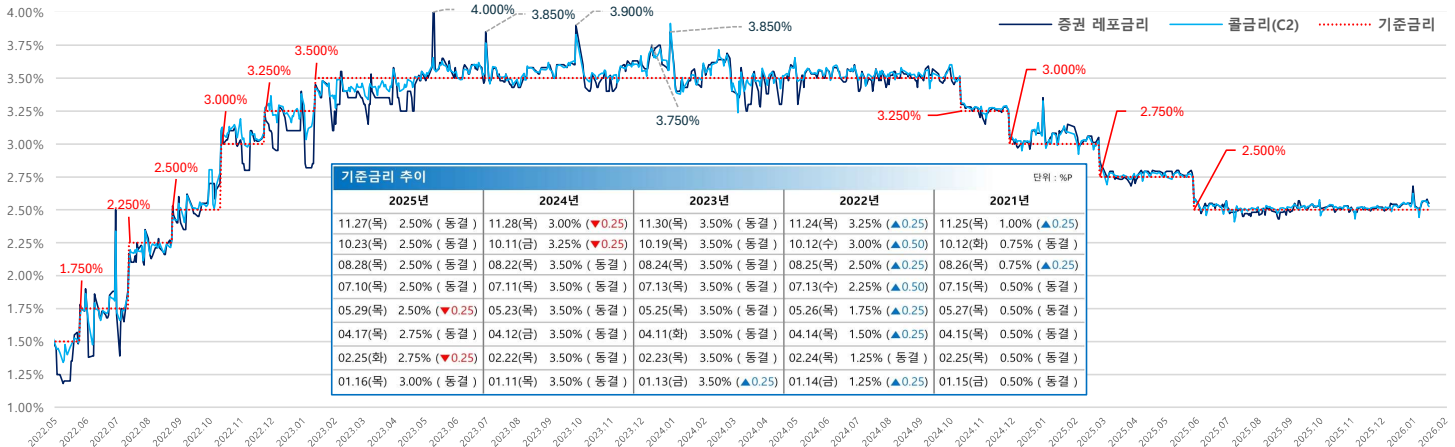 4.00%
3.75%
3.50%
3.25%
3.00%
2.75%
2.50%
2.25%
2.00%
1.75%
1.50%
1.25%
1.00%
증권 레포금리 콜금리(C2) 기준금리
4.000%
3.850%
3.900%
3.850%
3.750%
1.750%
2.250%
2.500%
3.000%
3.250%
3.500%
3.250%
3.000%
2.750%
2.500%
기준금리 추이 단위 : %P
2025년 2024년 2023년 2022년 2021년
11.27(목) 2.50% ( 동결 ) 11.28(목) 3.00% (▼0.25) 11.30(목) 3.50% ( 동결 ) 11.24(목) 3.25% (▲0.25) 11.25(목) 1.00% (▲0.25)
10.23(목) 2.50% ( 동결 ) 10.11(금) 3.25% (▼0.25) 10.19(목) 3.50% ( 동결 ) 10.12(수) 3.00% (▲0.50) 10.12(화) 0.75% ( 동결 )
08.28(목) 2.50% ( 동결 ) 08.22(목) 3.50% ( 동결 ) 08.24(목) 3.50% ( 동결 ) 08.25(목) 2.50% (▲0.25) 08.26(목) 0.75% (▲0.25)
07.10(목) 2.50% ( 동결 ) 07.11(목) 3.50% ( 동결 ) 07.13(목) 3.50% ( 동결 ) 07.13(수) 2.25% (▲0.50) 07.15(목) 0.50% ( 동결 )
05.29(목) 2.50% (▼0.25) 05.23(목) 3.50% ( 동결 ) 05.25(목) 3.50% ( 동결 ) 05.26(목) 1.75% (▲0.25) 05.27(목) 0.50% ( 동결 )
04.17(목) 2.75% ( 동결 ) 04.12(금) 3.50% ( 동결 ) 04.11(화) 3.50% ( 동결 ) 04.14(목) 1.50% (▲0.25) 04.15(목) 0.50% ( 동결 )
02.25(화) 2.75% (▼0.25) 02.22(목) 3.50% ( 동결 ) 02.23(목) 3.50% ( 동결 ) 02.24(목) 1.25% ( 동결 ) 02.25(목) 0.50% ( 동결 )
01.16(목) 3.00% ( 동결 ) 01.11(목) 3.50% ( 동결 ) 01.13(금) 3.50% (▲0.25) 01.14(금) 1.25% (▲0.25) 01.15(금) 0.50% ( 동결 )
2022.05 2022.06 2022.07 2022.08 2022.09 2022.10 2022.11 2022.12 2023.01 2023.02 2023.03 2023.04 2023.05 2023.06 2023.07 2023.08 2023.09 2023.10 2023.11 2023.12 2024.01 2024.02 2024.03 2024.04 2024.05 2024.06 2024.07 2024.08 2024.09 2024.10 2024.11 2024.12 2025.01 2025.02 2025.03 2025.04 2025.05 2025.06 2025.07 2025.08 2025.09 2025.10 2025.11 2025.12 2026.01 2026.02